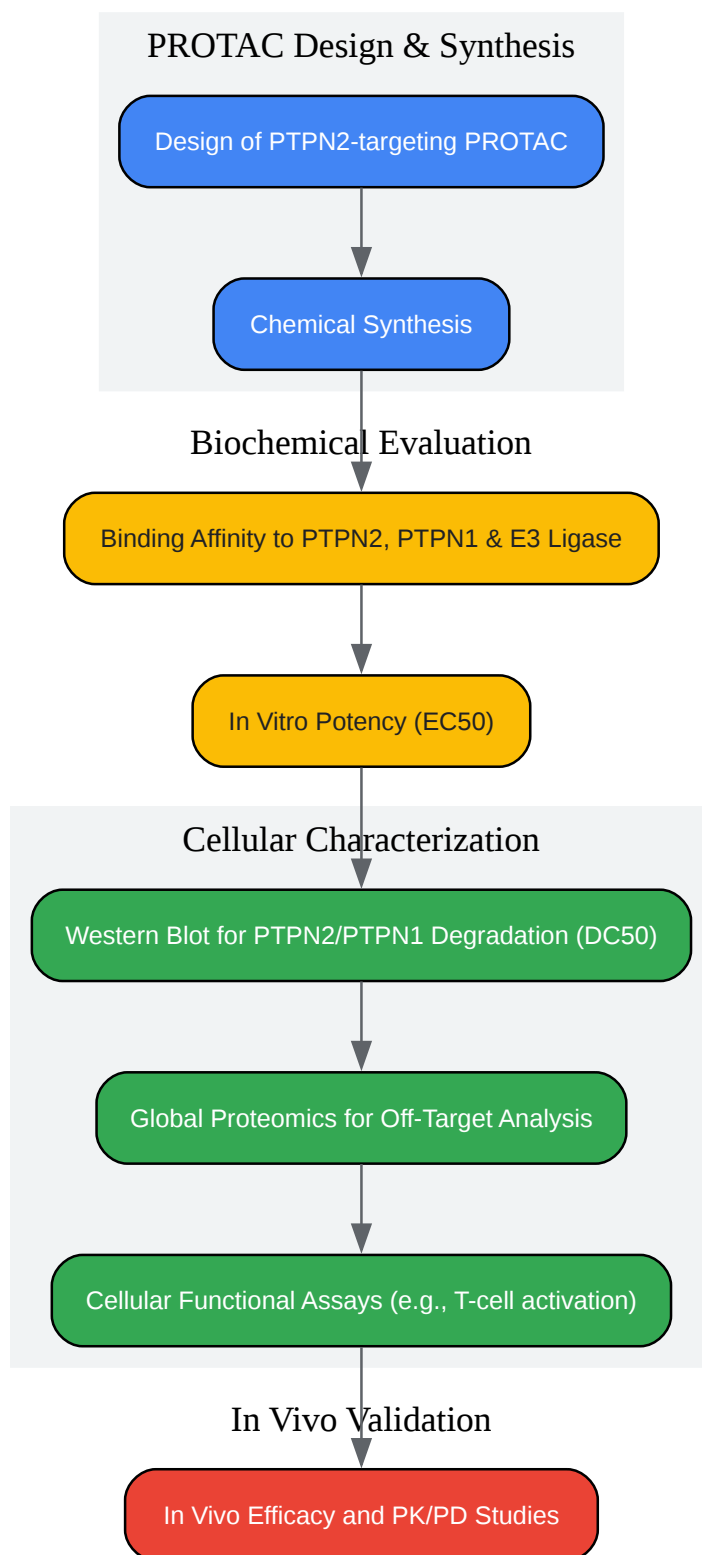 PROTAC Design & Synthesis
Design of PTPN2-targeting PROTAC
Chemical Synthesis
Biochemical Evaluation
Binding Affinity to PTPN2, PTPN1 & E3 Ligase
In Vitro Potency (EC50)
Cellular Characterization
Western Blot for PTPN2/PTPN1 Degradation (DC50)
Global Proteomics for Off-Target Analysis
Cellular Functional Assays (e.g., T-cell activation)
In Vivo Validation
In Vivo Efficacy and PK/PD Studies